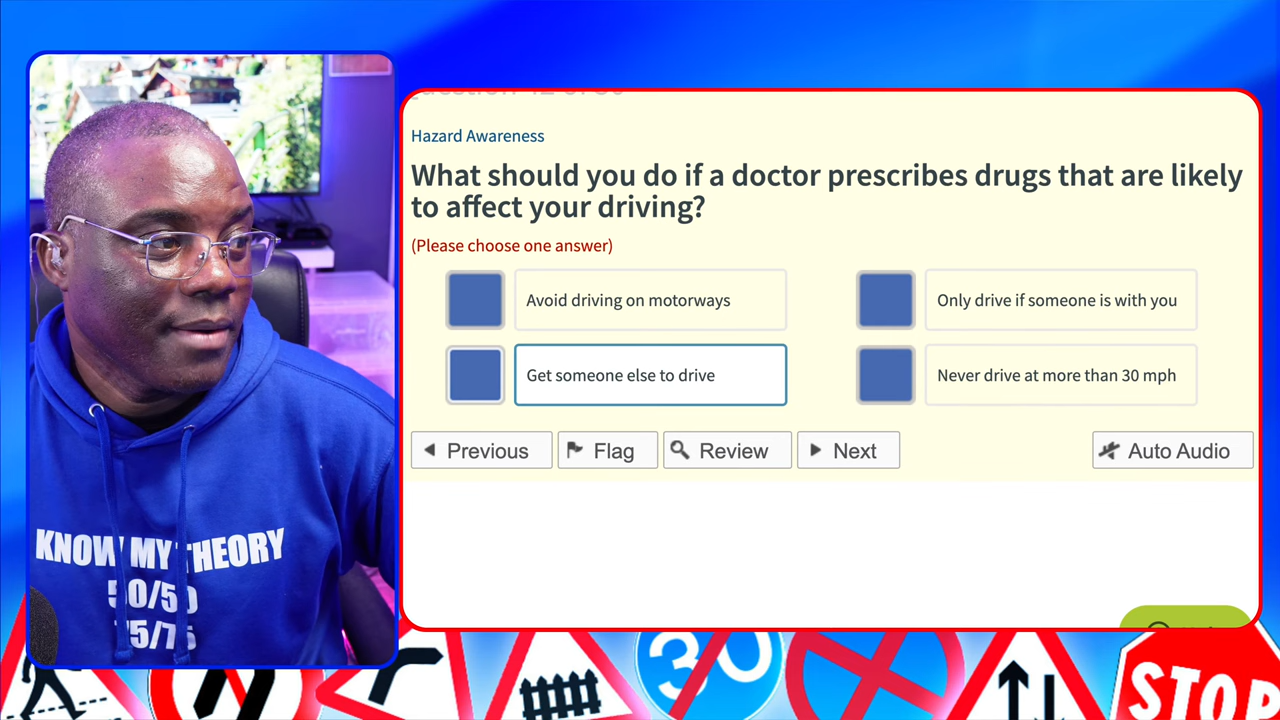 Hazard Awareness
What should you do if a doctor prescribes drugs that are likely
to affect your driving?
(Please choose one answer)
Avoid driving on motorways
Only drive if someone is with you
Get someone else to drive
Never drive at more than 30 mph
Previous
Flag
Review
Next
Auto Audio
KNOW MY THEORY
50/50
75/75
30
STOP